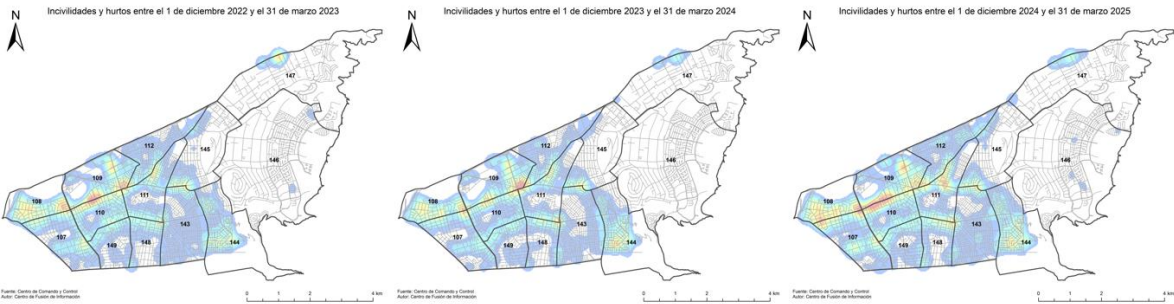 Incivilidades y hurtos entre el 1 de diciembre 2022 y el 31 de marzo 2023
N
147
112
145
146
109
108
111
110
107
143
149
148
144
Fuente: Centro de Comando y Control
Autor: Centro de Fusión de Información
0 1 2 4 km
Incivilidades y hurtos entre el 1 de diciembre 2023 y el 31 de marzo 2024
N
147
112
145
146
109
108
111
110
107
143
149
148
144
Fuente: Centro de Comando y Control
Autor: Centro de Fusión de Información
0 1 2 4 km
Incivilidades y hurtos entre el 1 de diciembre 2024 y el 31 de marzo 2025
N
147
112
145
146
109
108
111
110
107
143
149
148
144
Fuente: Centro de Comando y Control
Autor: Centro de Fusión de Información
0 1 2 4 km